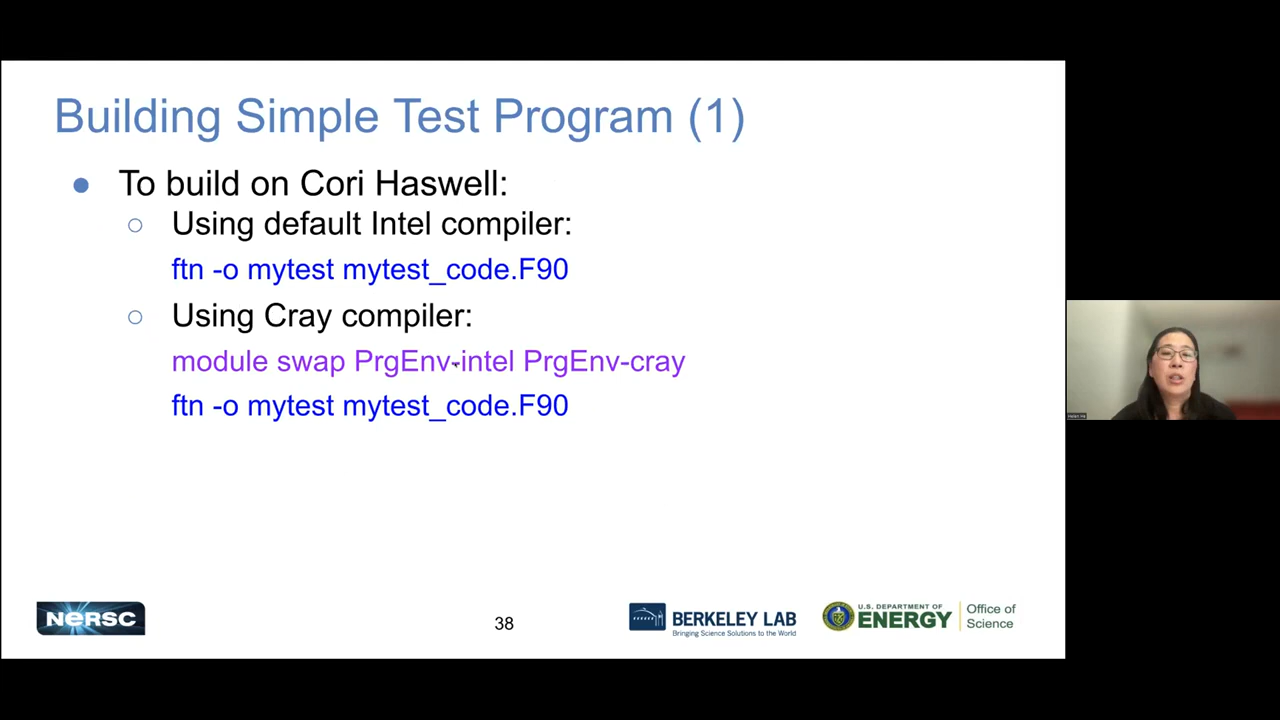 Building Simple Test Program (1)
● To build on Cori Haswell:
○ Using default Intel compiler:
ftn -o mytest mytest_code.F90
○ Using Cray compiler:
module swap PrgEnv-intel PrgEnv-cray
ftn -o mytest mytest_code.F90
NERSC
38
BERKELEY LAB
Bringing Science Solutions to the World
U.S. DEPARTMENT OF
ENERGY
Office of
Science
Helen He